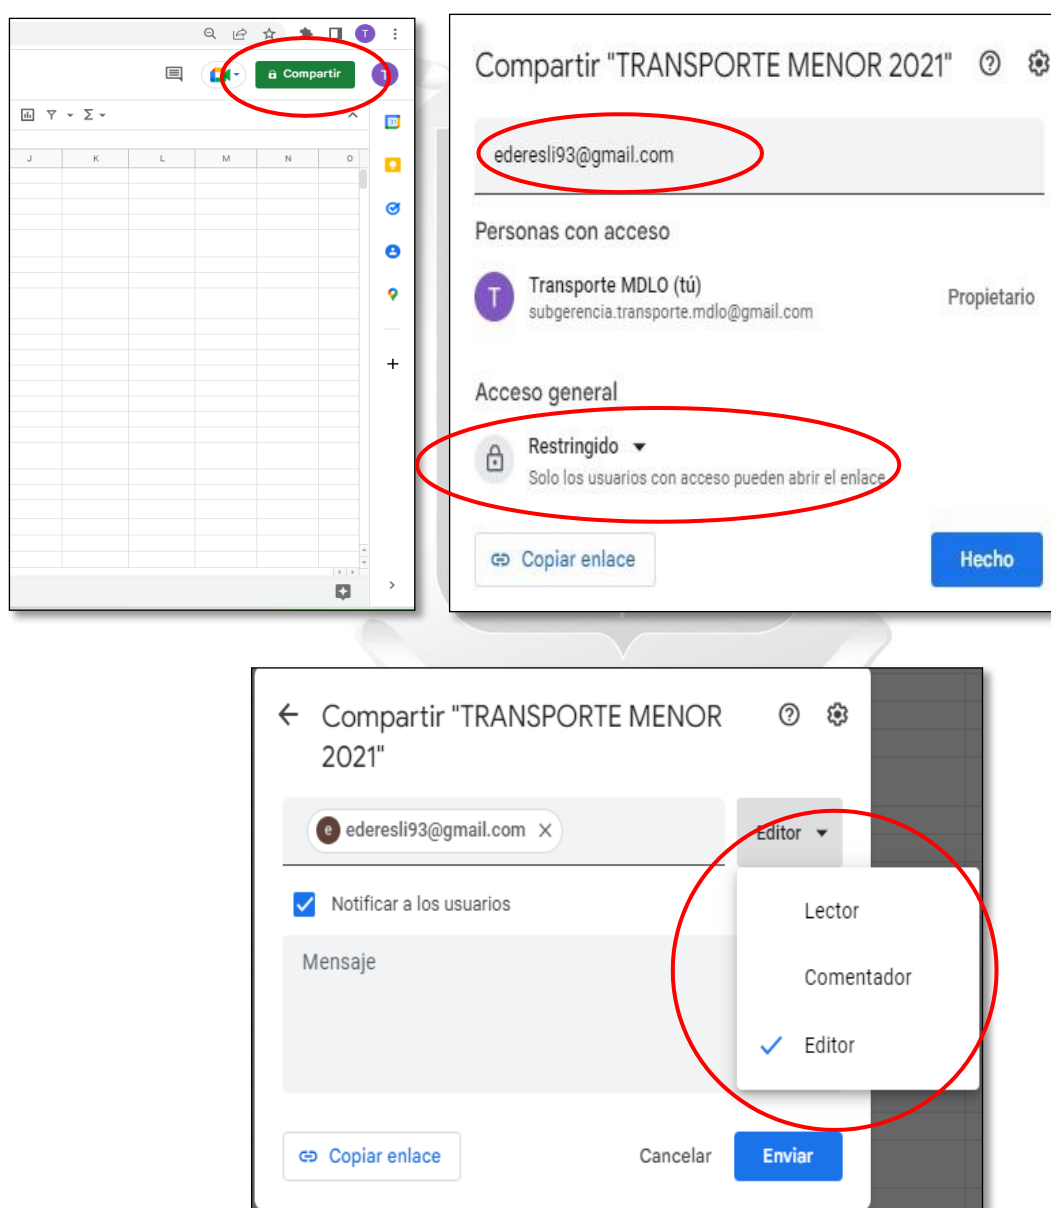 T
Compartir
T
Σ
J K L M N O
31
Compartir "TRANSPORTE MENOR 2021"
ederesli93@gmail.com
Personas con acceso
T
Transporte MDLO (tú)
subgerencia.transporte.mdlo@gmail.com
Propietario
Acceso general
Restringido
Solo los usuarios con acceso pueden abrir el enlace
Copiar enlace
Hecho
Compartir "TRANSPORTE MENOR
2021"
e ederesli93@gmail.com
Editor
Notificar a los usuarios
Lector
Mensaje
Comentador
Editor
Copiar enlace
Cancelar
Enviar